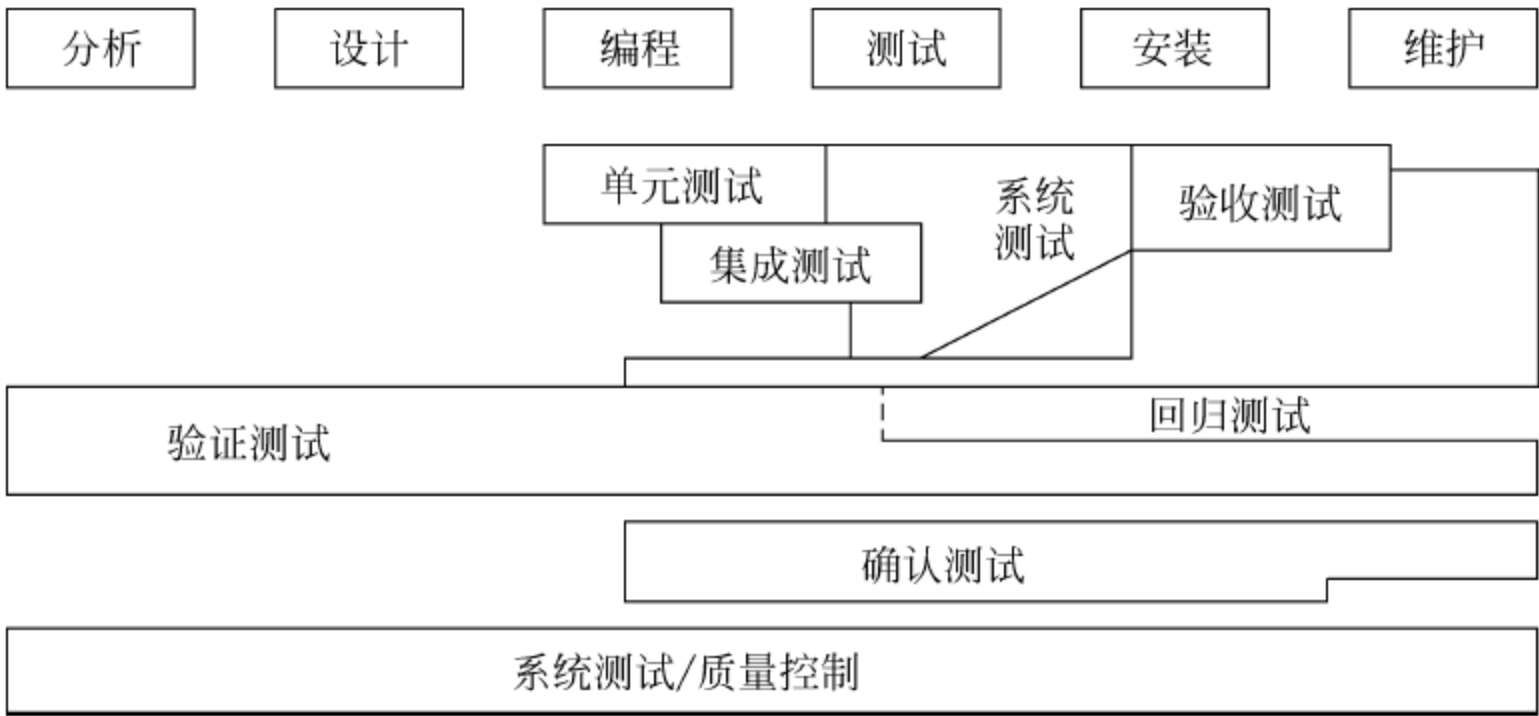 分析 设计 编程 测试 安装 维护
单元测试
系统
测试
验收测试
集成测试
回归测试
验证测试
确认测试
系统测试/质量控制